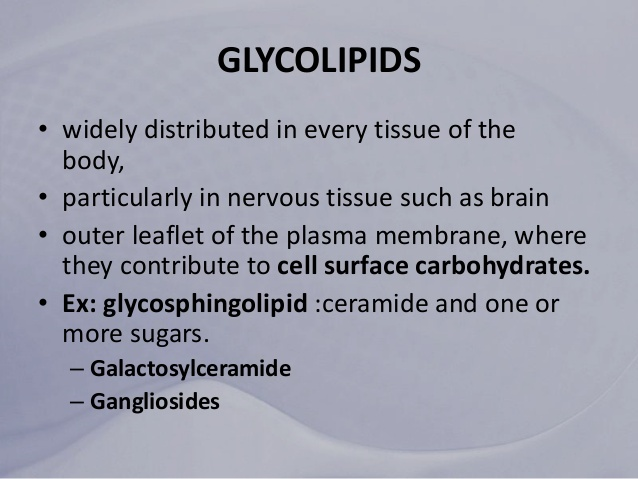 GLYCOLIPIDS
• widely distributed in every tissue of the
body,
• particularly in nervous tissue such as brain
• outer leaflet of the plasma membrane, where
they contribute to cell surface carbohydrates.
• Ex: glycosphingolipid :ceramide and one or
more sugars.
– Galactosylceramide
– Gangliosides